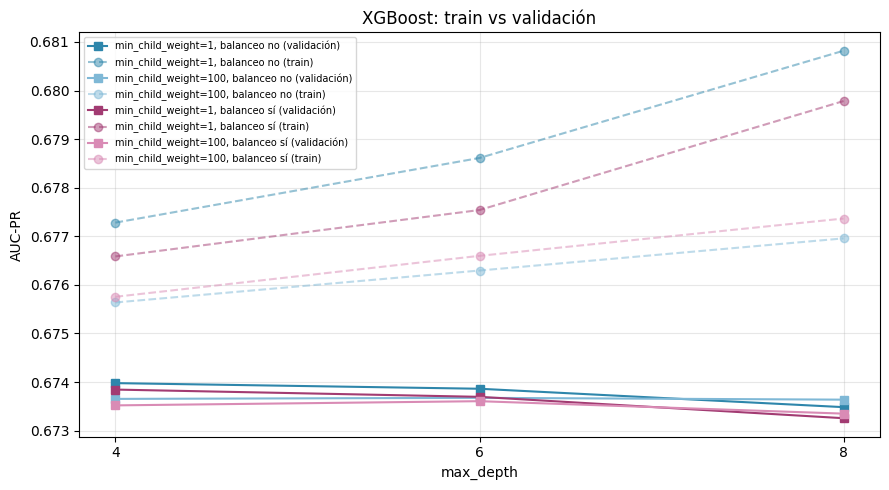 XGBoost: train vs validación
min_child_weight=1, balanceo no (validación)
min_child_weight=1, balanceo no (train)
min_child_weight=100, balanceo no (validación)
min_child_weight=100, balanceo no (train)
min_child_weight=1, balanceo sí (validación)
min_child_weight=1, balanceo sí (train)
min_child_weight=100, balanceo sí (validación)
min_child_weight=100, balanceo sí (train)
AUC-PR
0.681
0.680
0.679
0.678
0.677
0.676
0.675
0.674
0.673
4
6
8
max_depth